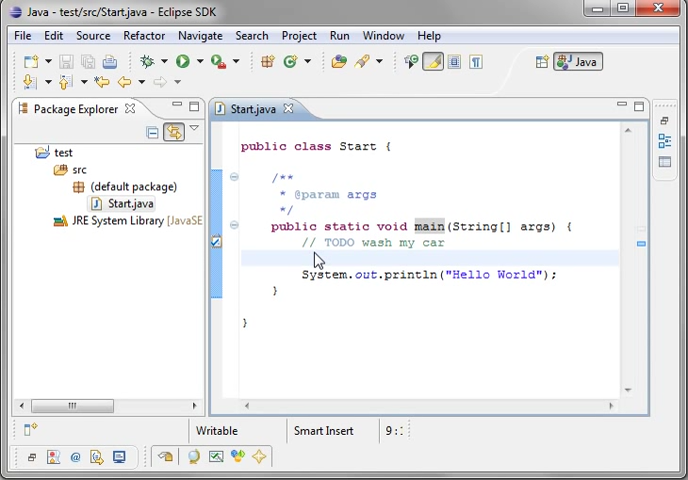 Java - test/src/Start.java - Eclipse SDK
File Edit Source Refactor Navigate Search Project Run Window Help
Java
Package Explorer
Start.java
test
src
(default package)
Start.java
JRE System Library [JavaSE
public class Start {
/**
* @param args
*/
public static void main(String[] args) {
// TODO wash my car
System.out.println("Hello World");
}
}
Writable Smart Insert 9 :